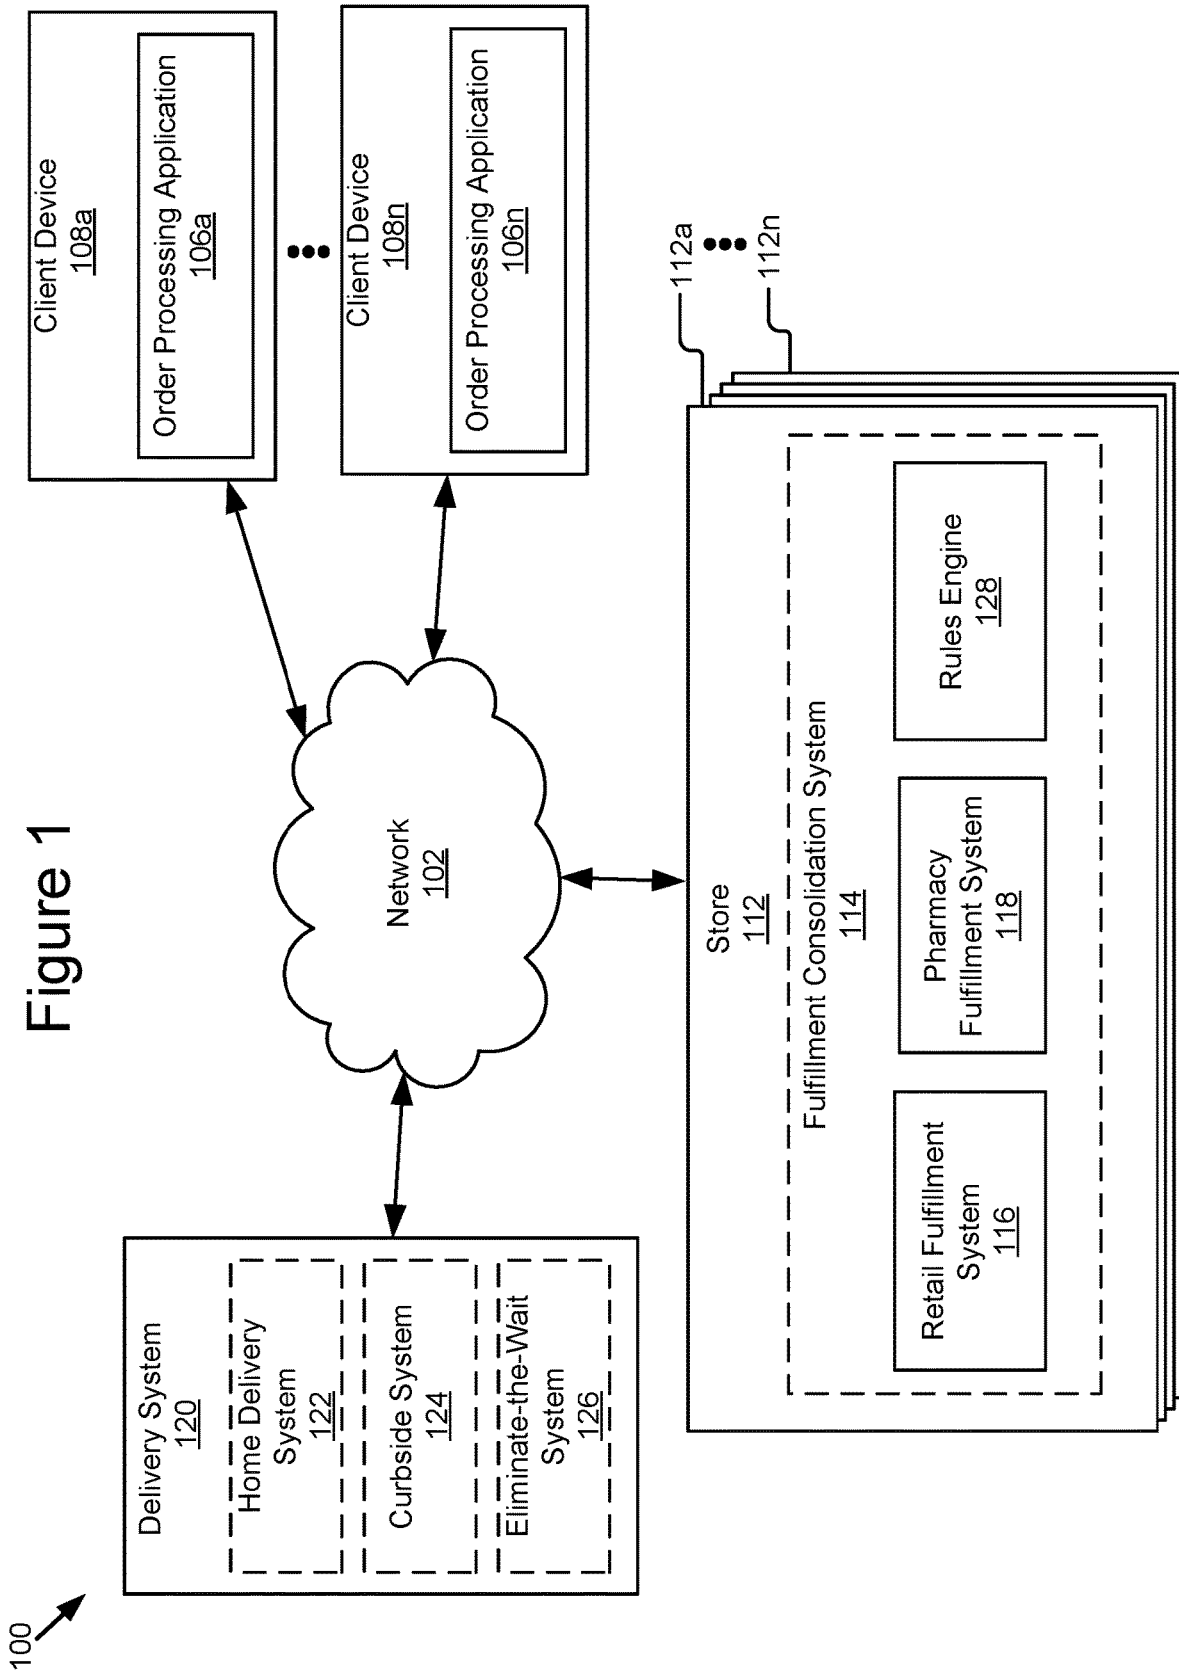 Figure 1
100
Delivery System
120
Home Delivery
System
122
Curbside System
124
Eliminate-the-Wait
System
126
Network
102
Client Device
108a
Order Processing Application
106a
Client Device
108n
Order Processing Application
106n
Store
112
Fulfillment Consolidation System
114
Retail Fulfillment
System
116
Pharmacy
Fulfillment System
118
Rules Engine
128
112a
112n